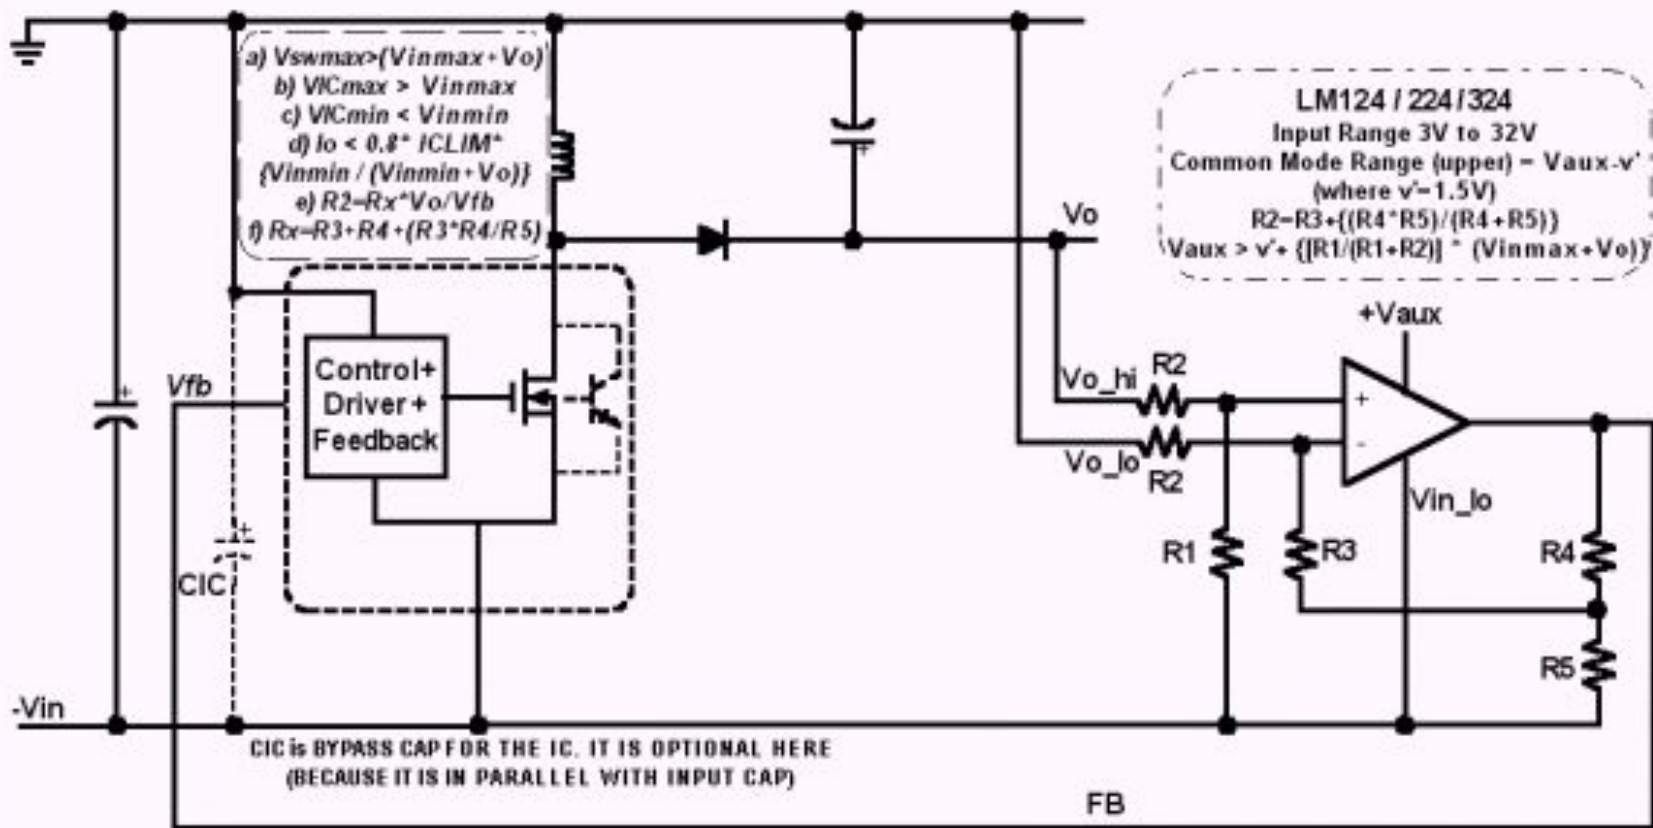 a) Vswmax>(Vinmax+Vo)
b) VICmax > Vinmax
c) VICmin < Vinmin
d) Io < 0.8* ICLIM*
{Vinmin / (Vinmin+Vo)}
e) R2=Rx*Vo/Vfb
f) Rx=R3+R4+(R3*R4/R5)
LM124 / 224 / 324
Input Range 3V to 32V
Common Mode Range (upper) = Vaux-v'
(where v'=1.5V)
R2=R3+{(R4*R5)/(R4+R5)}
Vaux > v'+ {[R1/(R1+R2)] * (Vinmax+Vo)}
Vo
+Vaux
Vfb
Control+
Driver+
Feedback
Vo_hi
R2
+
Vo_lo
R2
-
Vin_lo
+
+
+
CIC
R1
R3
R4
R5
-Vin
CIC is BYPASS CAP FOR THE IC. IT IS OPTIONAL HERE
(BECAUSE IT IS IN PARALLEL WITH INPUT CAP)
FB